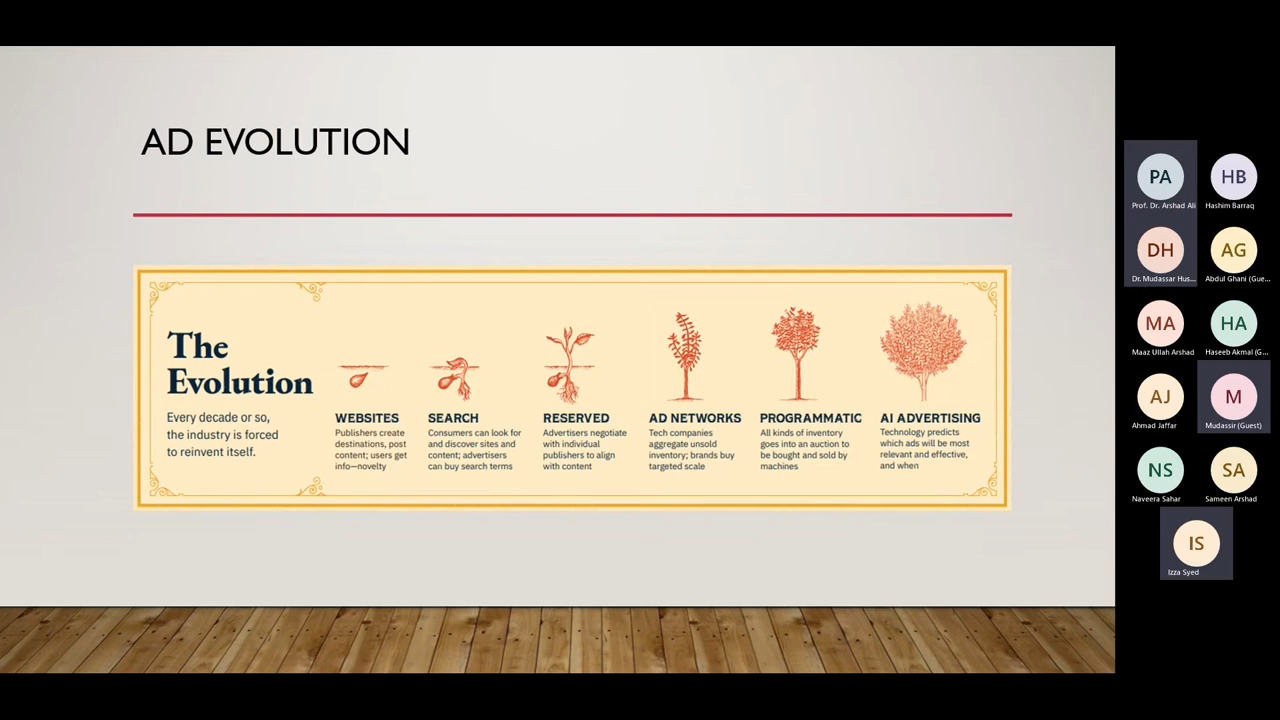 AD EVOLUTION
The
Evolution
Every decade or so,
the industry is forced
to reinvent itself.
WEBSITES
Publishers create
destinations, post
content; users get
info—novelty
SEARCH
Consumers can look for
and discover sites and
content; advertisers
can buy search terms
RESERVED
Advertisers negotiate
with individual
publishers to align
with content
AD NETWORKS
Tech companies
aggregate unsold
inventory; brands buy
targeted scale
PROGRAMMATIC
All kinds of inventory
goes into an auction to
be bought and sold by
machines
AI ADVERTISING
Technology predicts
which ads will be most
relevant and effective,
and when
PA
Prof. Dr. Arshad Ali
HB
Hashim Barraq
DH
Dr. Mudassar Hus...
AG
Abdul Ghani (Gue...
MA
Maaz Ullah Arshad
HA
Haseeb Akmal (G...
AJ
Ahmad Jaffar
M
Mudassir (Guest)
NS
Naveera Sahar
SA
Sameen Arshad
IS
Izza Syed